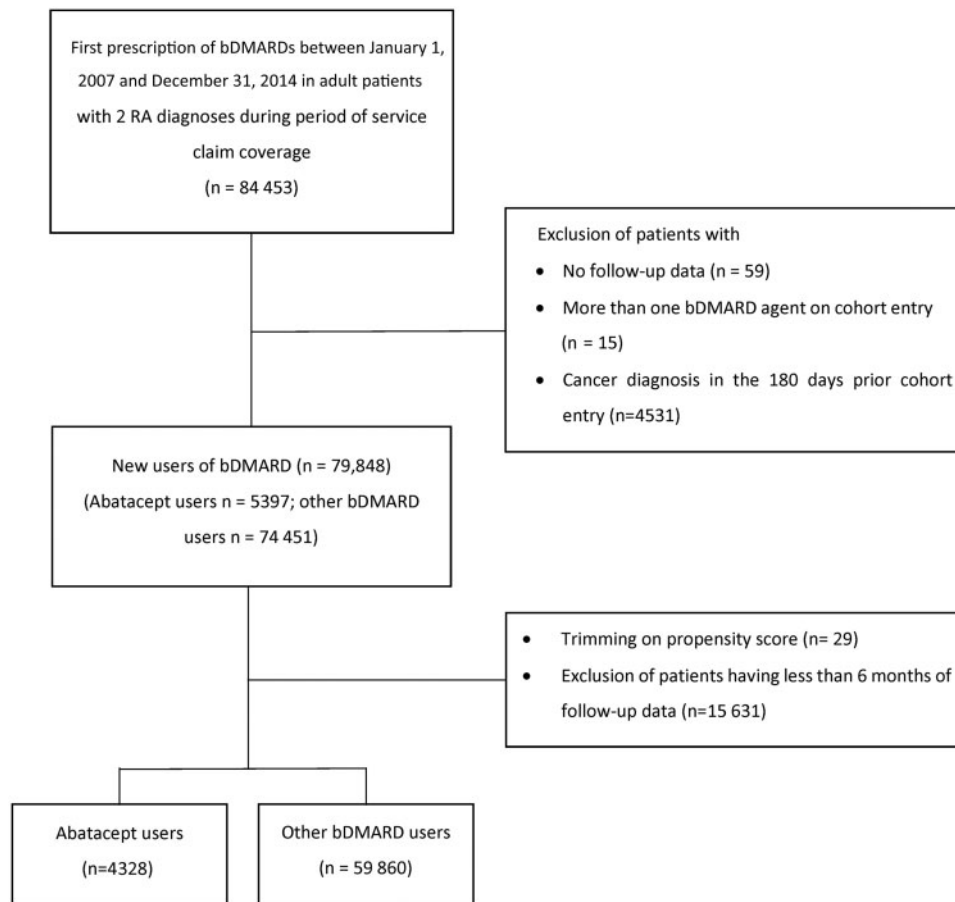 First prescription of bDMARDs between January 1,
2007 and December 31, 2014 in adult patients
with 2 RA diagnoses during period of service
claim coverage
(n = 84 453)
Exclusion of patients with
• No follow-up data (n = 59)
• More than one bDMARD agent on cohort entry
(n = 15)
• Cancer diagnosis in the 180 days prior cohort
entry (n=4531)
New users of bDMARD (n = 79,848)
(Abatacept users n = 5397; other bDMARD
users n = 74 451)
• Trimming on propensity score (n= 29)
• Exclusion of patients having less than 6 months of
follow-up data (n=15 631)
Abatacept users
(n=4328)
Other bDMARD users
(n = 59 860)